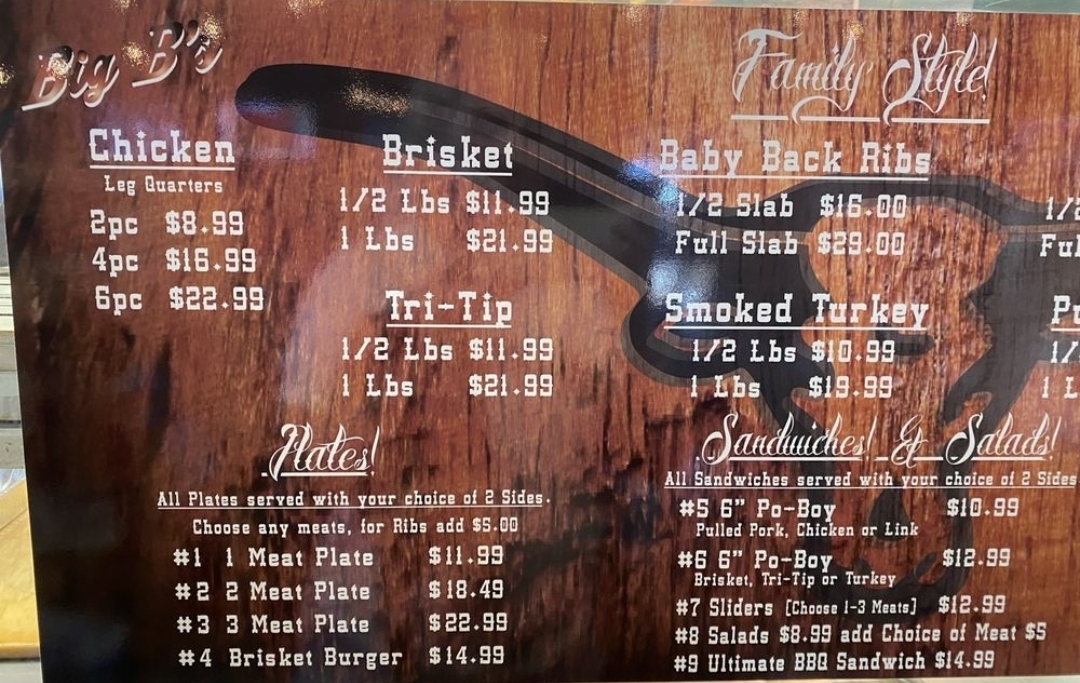 Big B's
Family Style!
Chicken
Leg Quarters
2pc $8.99
4pc $16.99
6pc $22.99
Brisket
1/2 Lbs $11.99
1 Lbs $21.99
Tri-Tip
1/2 Lbs $11.99
1 Lbs $21.99
Baby Back Ribs
1/2 Slab $16.00
Full Slab $29.00
Smoked Turkey
1/2 Lbs $10.99
1 Lbs $19.99
Plates!
All Plates served with your choice of 2 Sides.
Choose any meats, for Ribs add $5.00
#1 1 Meat Plate $11.99
#2 2 Meat Plate $18.49
#3 3 Meat Plate $22.99
#4 Brisket Burger $14.99
Sandwiches! & Salads!
All Sandwiches served with your choice of 2 Sides
#5 6” Po-Boy $10.99
Pulled Pork, Chicken or Link
#6 6” Po-Boy $12.99
Brisket, Tri-Tip or Turkey
#7 Sliders [Choose 1-3 Meats] $12.99
#8 Salads $8.99 add Choice of Meat $5
#9 Ultimate BBQ Sandwich $14.99